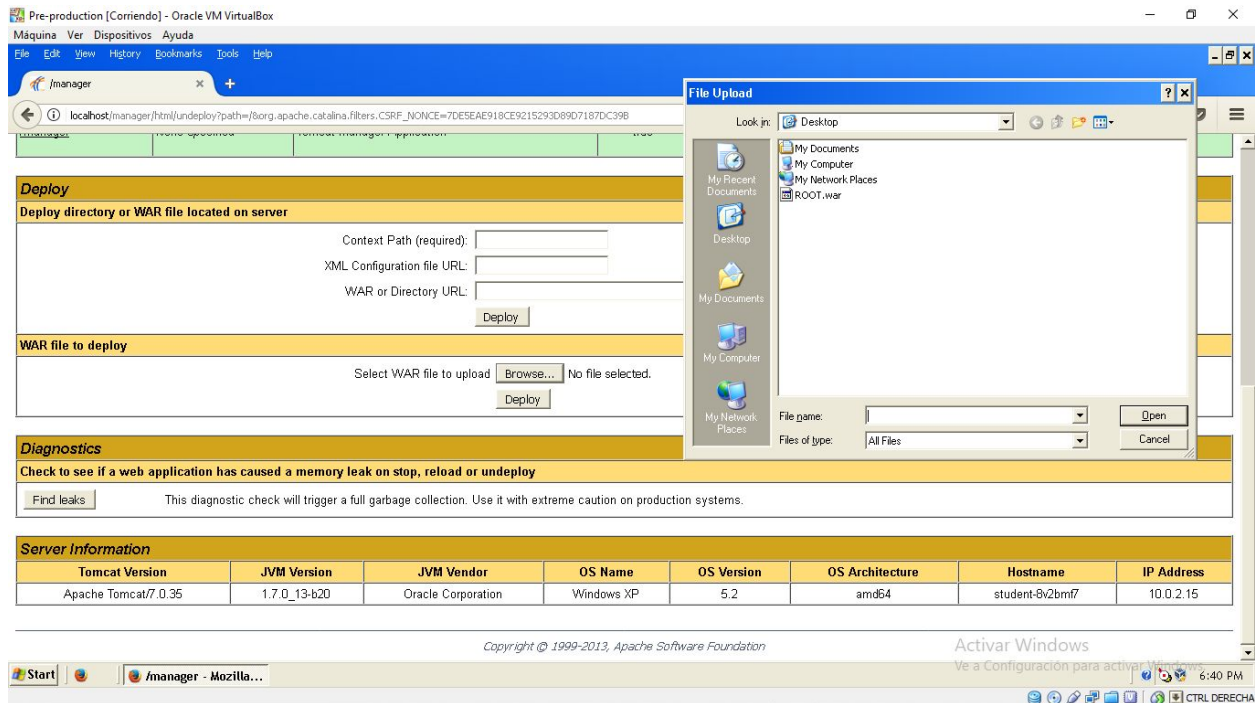 Pre-production [Corriendo] - Oracle VM VirtualBox
Máquina Ver Dispositivos Ayuda
File Edit View History Bookmarks Tools Help
/manager
localhost/manager/html/undeploy?path=/&org.apache.catalina.filters.CSRF_NONCE=7DE5EAE918CE9215293D89D7187DC39B
Deploy
Deploy directory or WAR file located on server
Context Path (required):
XML Configuration file URL:
WAR or Directory URL:
Deploy
WAR file to deploy
Select WAR file to upload Browse... No file selected.
Deploy
File Upload
Look in: Desktop
My Recent Documents
Desktop
My Documents
My Computer
My Network Places
My Documents
My Computer
My Network Places
ROOT.war
File name:
Open
Files of type: All Files
Cancel
Diagnostics
Check to see if a web application has caused a memory leak on stop, reload or undeploy
Find leaks This diagnostic check will trigger a full garbage collection. Use it with extreme caution on production systems.
Server Information
Tomcat Version JVM Version JVM Vendor OS Name OS Version OS Architecture Hostname IP Address
Apache Tomcat/7.0.35 1.7.0_13-b20 Oracle Corporation Windows XP 5.2 amd64 student-8v2bmf7 10.0.2.15
Copyright © 1999-2013, Apache Software Foundation
Activar Windows
Ve a Configuración para activar Windows.
Start /manager - Mozilla... 6:40 PM
CTRL DERECHA